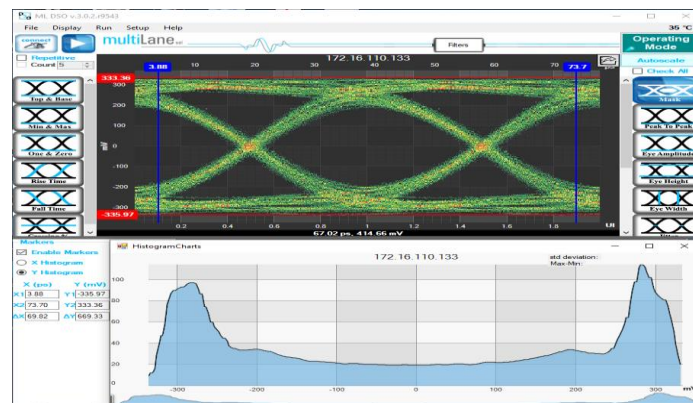 ML DSO v.3.0.2.r9543
File Display Run Setup Help
35 °C
connect
multiLane
Filters
Operating Mode
Repetitive
Count 5
172.16.110.133
Autoscale
Check All
Top & Base
Min & Max
One & Zero
Rise Time
Fall Time
Mask
Peak To Peak
Eye Amplitude
Eye Height
Eye Width
0 10 20 30 40 50 60 70
3.88
73.7
333.36
300
200
100
0
mV
-100
-200
-300
-335.97
0.2 0.4 0.6 0.8 1 1.2 1.4 1.6 1.8 UI
67.02 ps, 414.66 mV
Markers
Enable Markers
X Histogram
Y Histogram
X (ps) Y (mV)
X1 3.88 Y1 -335.97
X2 73.70 Y2 333.36
ΔX 69.82 ΔY 669.33
HistogramCharts
172.16.110.133
std deviation:
Max-Min:
100
80
60
40
20
0
-300 -200 -100 0 100 200 300 mV